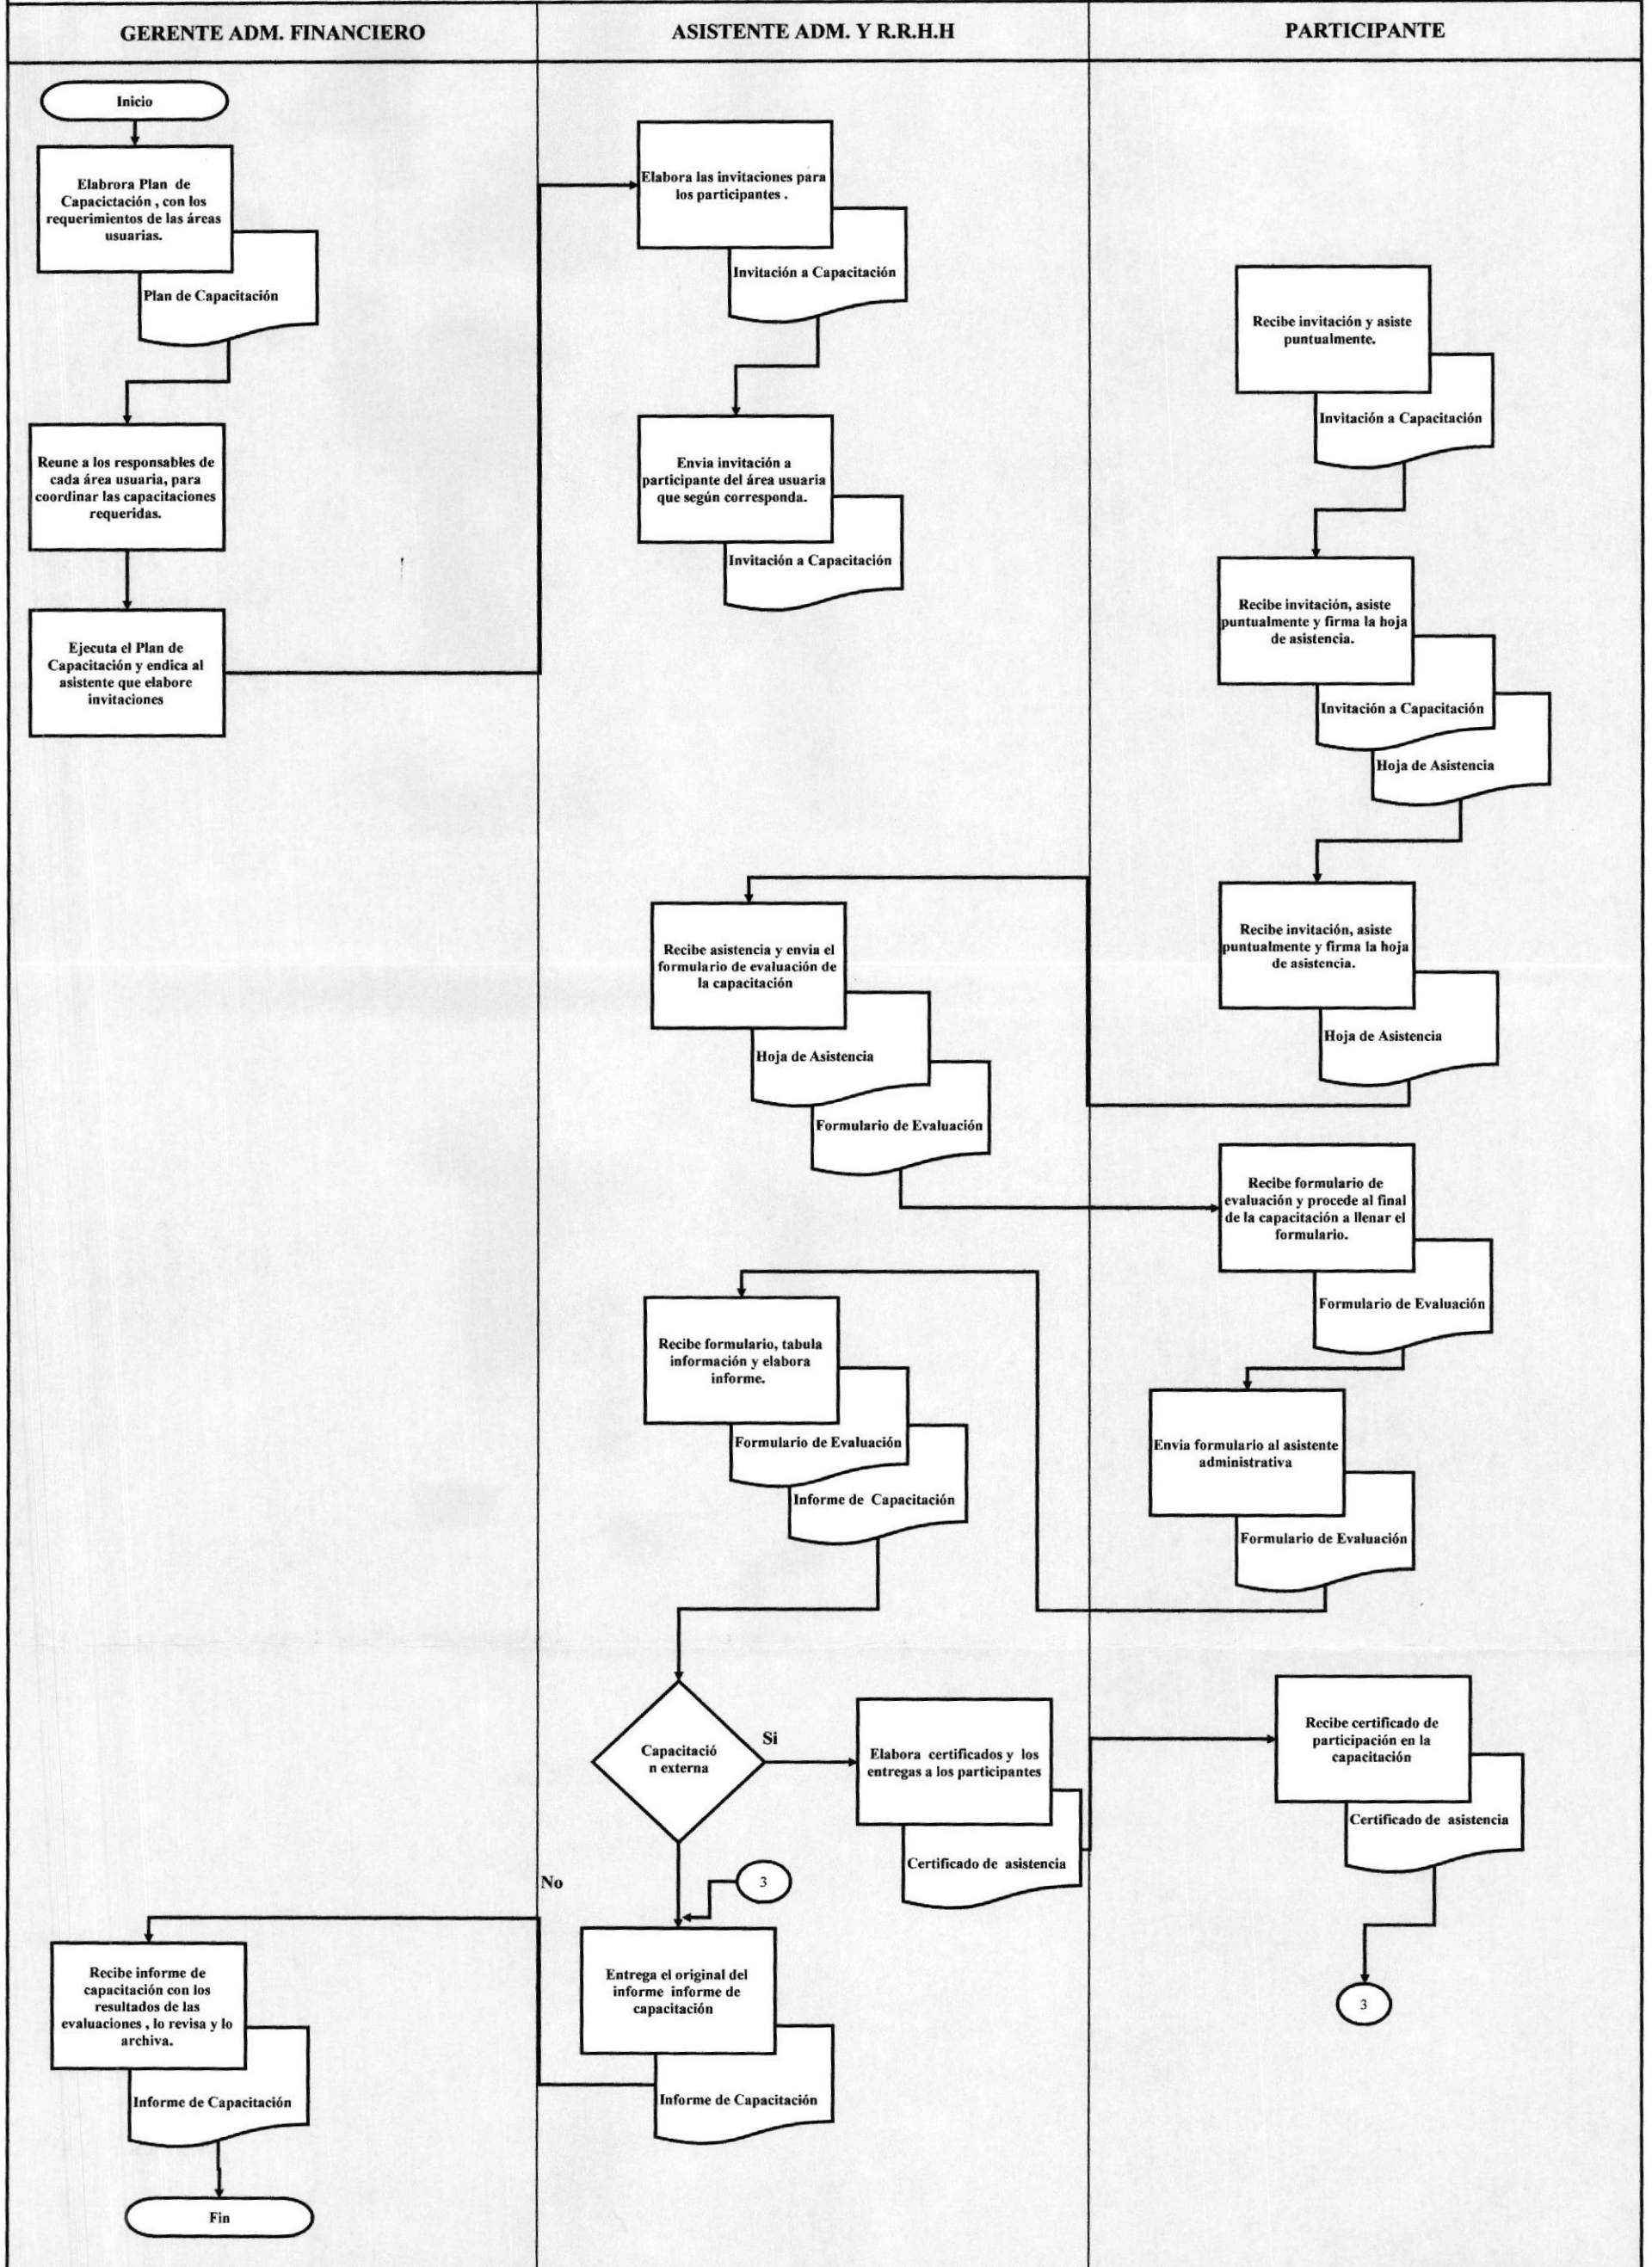 GERENTE ADM. FINANCIERO
ASISTENTE ADM. Y R.R.H.H
PARTICIPANTE
Inicio
Elabrora Plan de
Capacictación , con los
requerimientos de las áreas
usuarias.
Plan de Capacitación
Reune a los responsables de
cada área usuaria, para
coordinar las capacitaciones
requeridas.
Ejecuta el Plan de
Capacitación y endica al
asistente que elabore
invitaciones
Elabora las invitaciones para
los participantes .
Invitación a Capacitación
Envia invitación a
participante del área usuaria
que según corresponda.
Invitación a Capacitación
Recibe invitación y asiste
puntualmente.
Invitación a Capacitación
Recibe invitación, asiste
puntualmente y firma la hoja
de asistencia.
Invitación a Capacitación
Hoja de Asistencia
Recibe invitación, asiste
puntualmente y firma la hoja
de asistencia.
Hoja de Asistencia
Recibe asistencia y envia el
formulario de evaluación de
la capacitación
Hoja de Asistencia
Formulario de Evaluación
Recibe formulario de
evaluación y procede al final
de la capacitación a llenar el
formulario.
Formulario de Evaluación
Envia formulario al asistente
administrativa
Formulario de Evaluación
Recibe formulario, tabula
información y elabora
informe.
Formulario de Evaluación
Informe de Capacitación
Capacitació
n externa
Si
Elabora certificados y los
entregas a los participantes
Certificado de asistencia
Recibe certificado de
participación en la
capacitación
Certificado de asistencia
3
No
3
Entrega el original del
informe informe de
capacitación
Informe de Capacitación
Recibe informe de
capacitación con los
resultados de las
evaluaciones , lo revisa y lo
archiva.
Informe de Capacitación
Fin